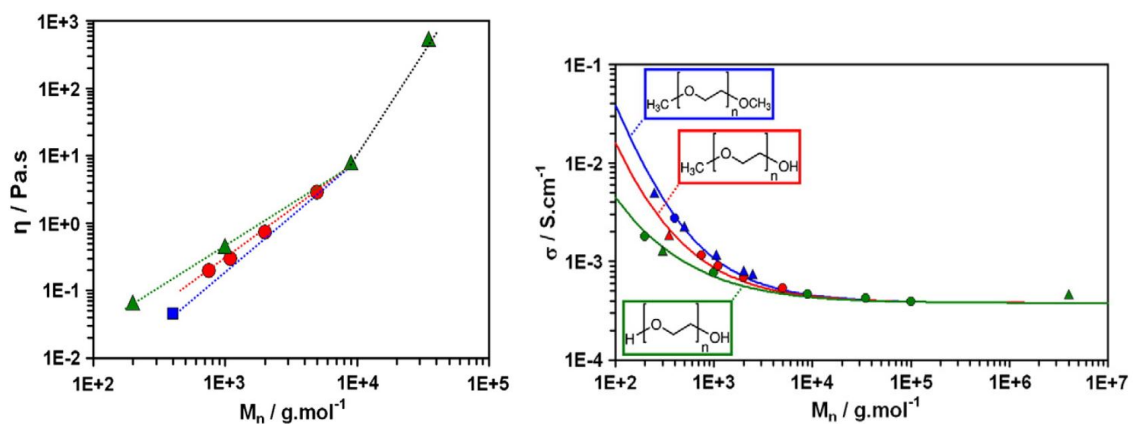 1E+3
1E+2
1E+1
1E+0
1E-1
1E-2
η / Pa.s
1E+2 1E+3 1E+4 1E+5
Mn / g.mol-1
1E-1
1E-2
1E-3
1E-4
σ / S.cm-1
H3C O OCH3
n
H3C O OH
n
H O OH
n
1E+2 1E+3 1E+4 1E+5 1E+6 1E+7
Mn / g.mol-1